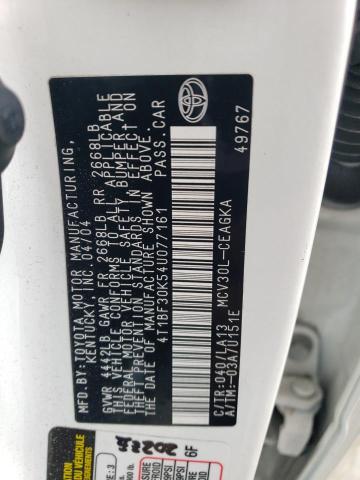 MFD.BY:TOYOTA MOTOR MANUFACTURING,
KENTUCKY, INC. 04/04
GVWR 4442LB GAWR FR 2668LB RR 2668LB
THIS VEHICLE CONFORMS TO ALL APPLICABLE
FEDERAL MOTOR VEHICLE SAFETY, BUMPER AND
THEFT PREVENTION STANDARDS IN EFFECT
ON THE DATE OF MANUFACTURE SHOWN ABOVE.
4T1BF30K54U077161 PASS.CAR
C/TR:040/LA13 MCV30L-CEAGKA
A/TM:-03A/U151E
49767
TOYOTA
6F